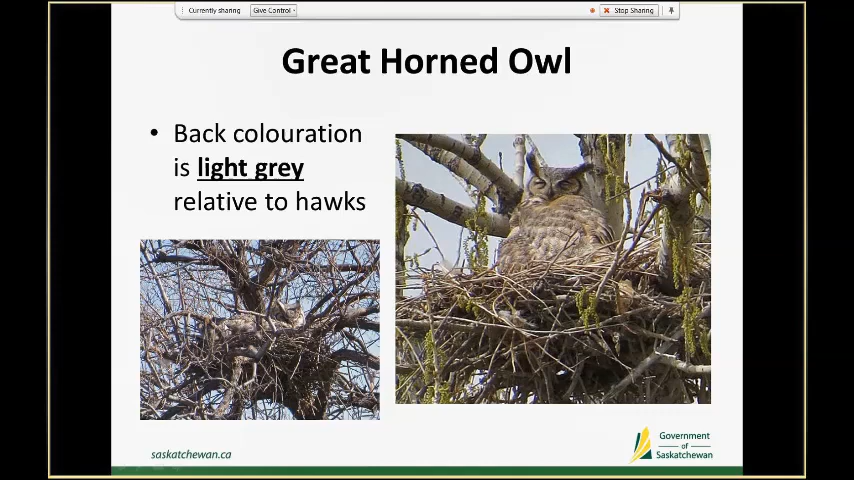 Currently sharing
Give Control
Stop Sharing
Great Horned Owl
• Back colouration
is light grey
relative to hawks
saskatchewan.ca
Government
of
Saskatchewan